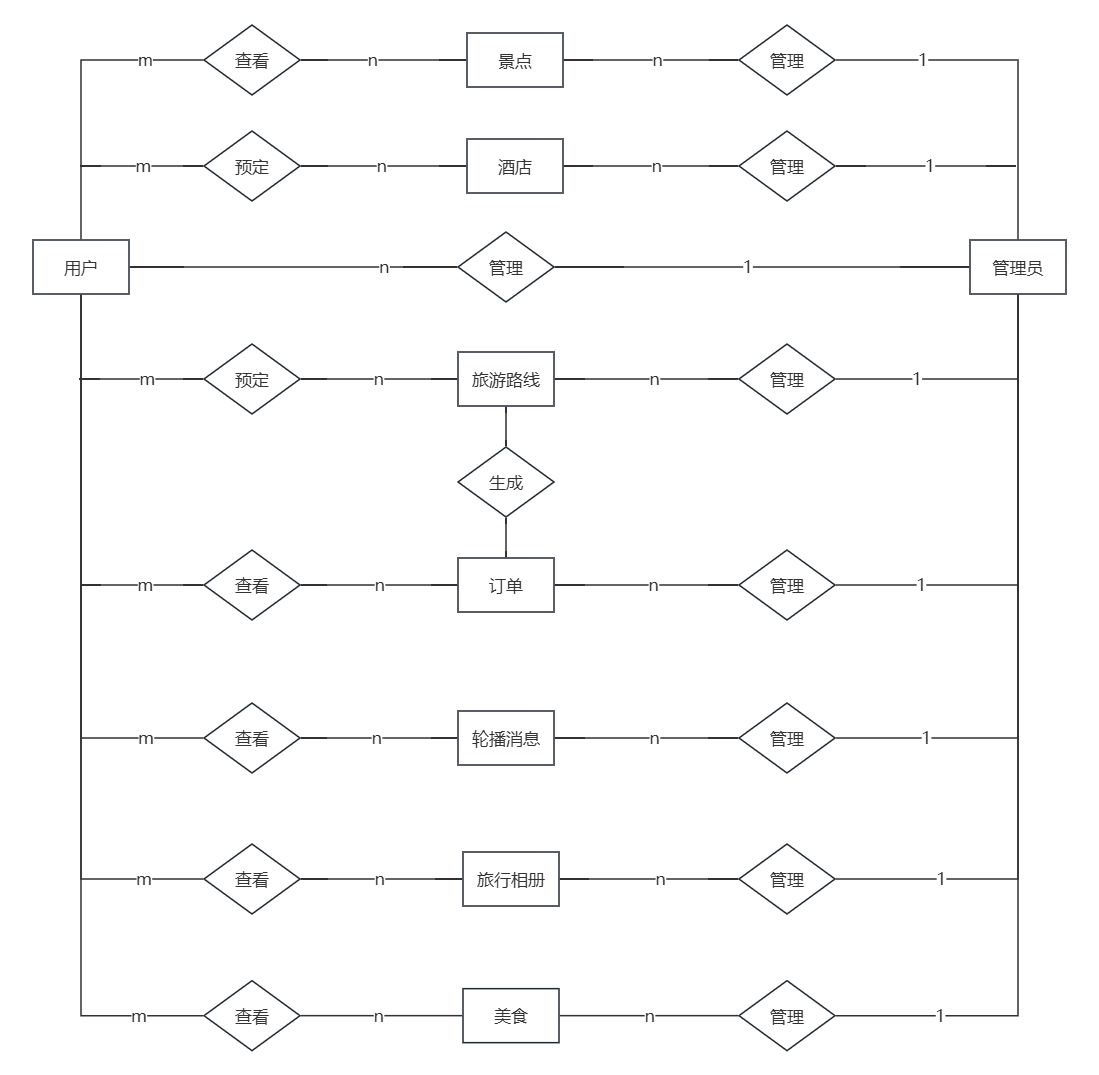 m 查看 n 景点 n 管理 1
m 预定 n 酒店 n 管理 1
用户 n 管理 1 管理员
m 预定 n 旅游路线 n 管理 1
生成
m 查看 n 订单 n 管理 1
m 查看 n 轮播消息 n 管理 1
m 查看 n 旅行相册 n 管理 1
m 查看 n 美食 n 管理 1